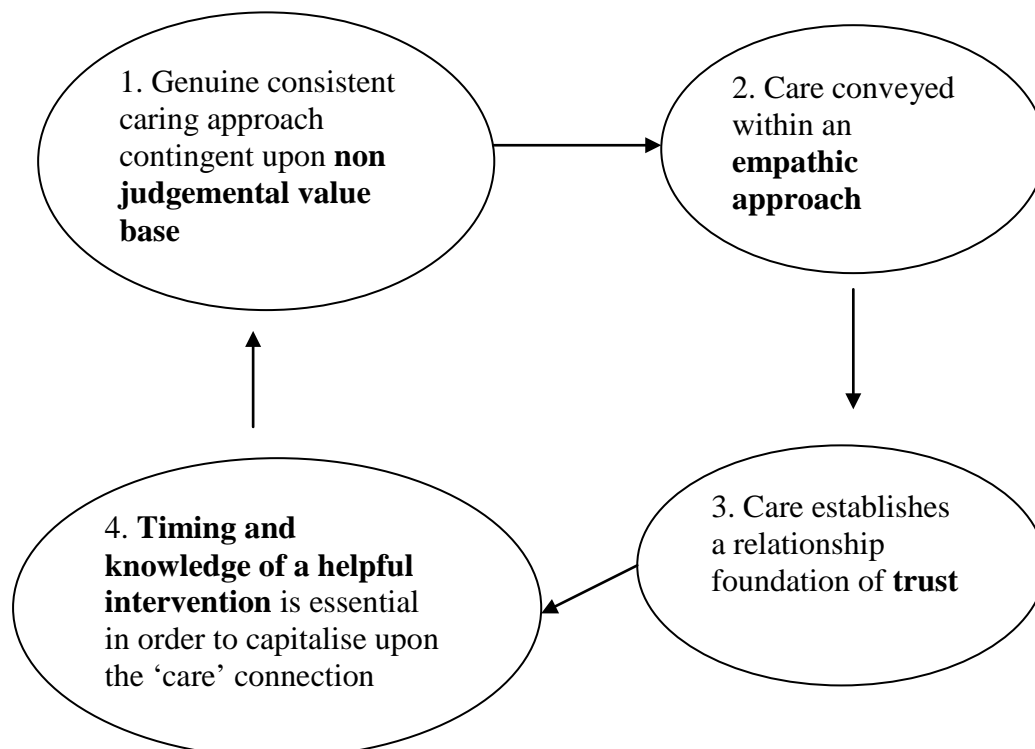 1. Genuine consistent
caring approach
contingent upon non
judgemental value
base
2. Care conveyed
within an
empathic
approach
3. Care establishes
a relationship
foundation of trust
4. Timing and
knowledge of a helpful
intervention is essential
in order to capitalise upon
the ‘care’ connection